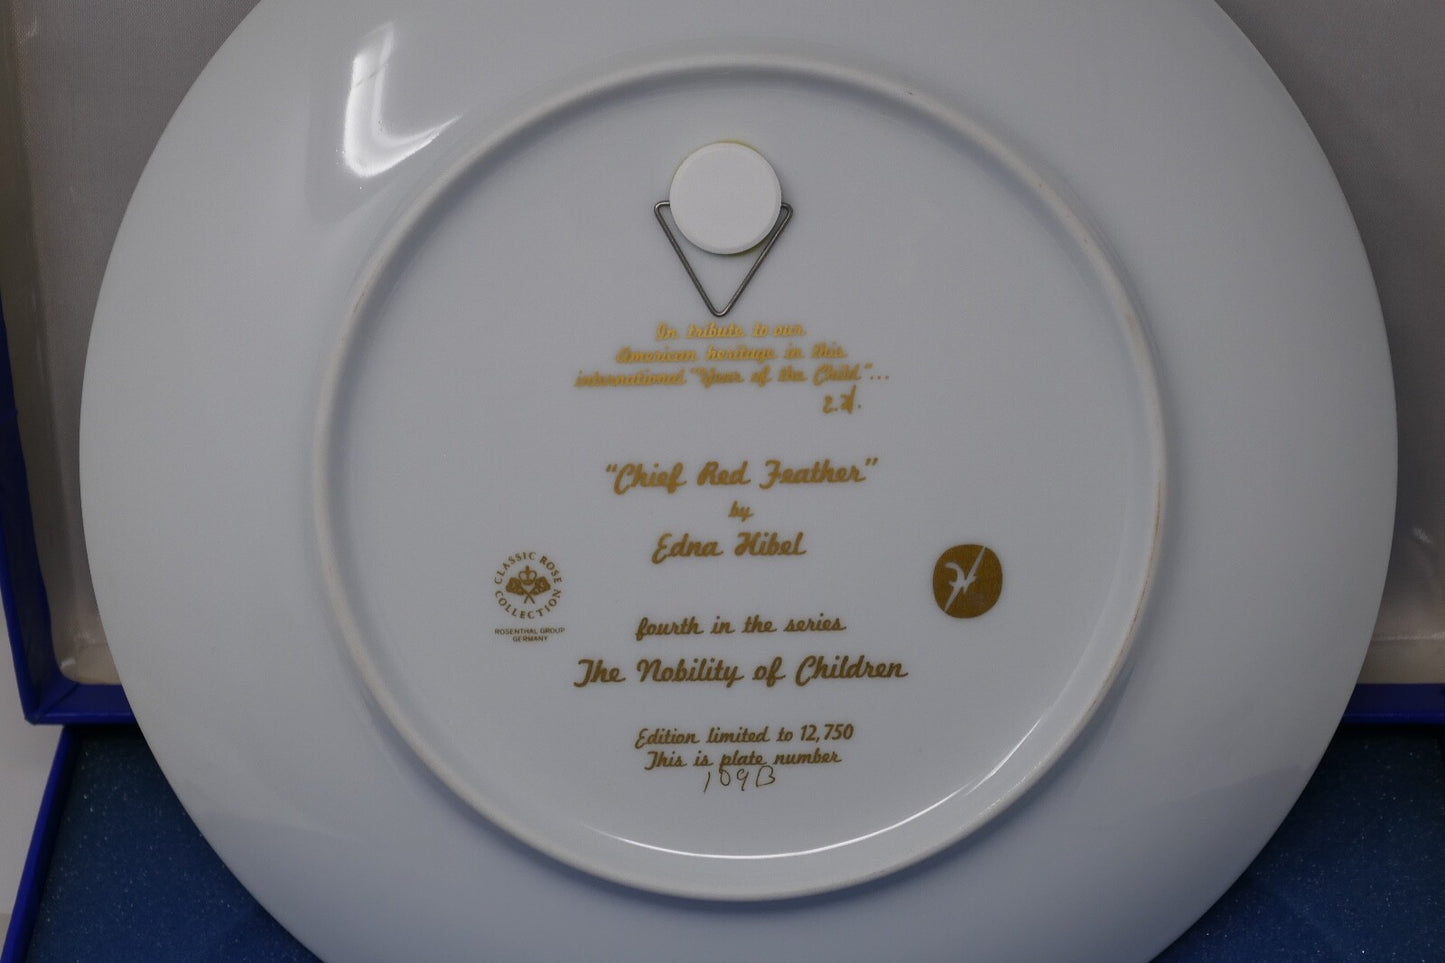 In tribute to our
American heritage in this
international "Year of the Child"...
E.H.
"Chief Red Feather"
by
Edna Hibel
CLASSIC ROSE
COLLECTION
ROSENTHAL GROUP
GERMANY
H
fourth in the series
The Nobility of Children
Edition limited to 12,750
This is plate number
109B